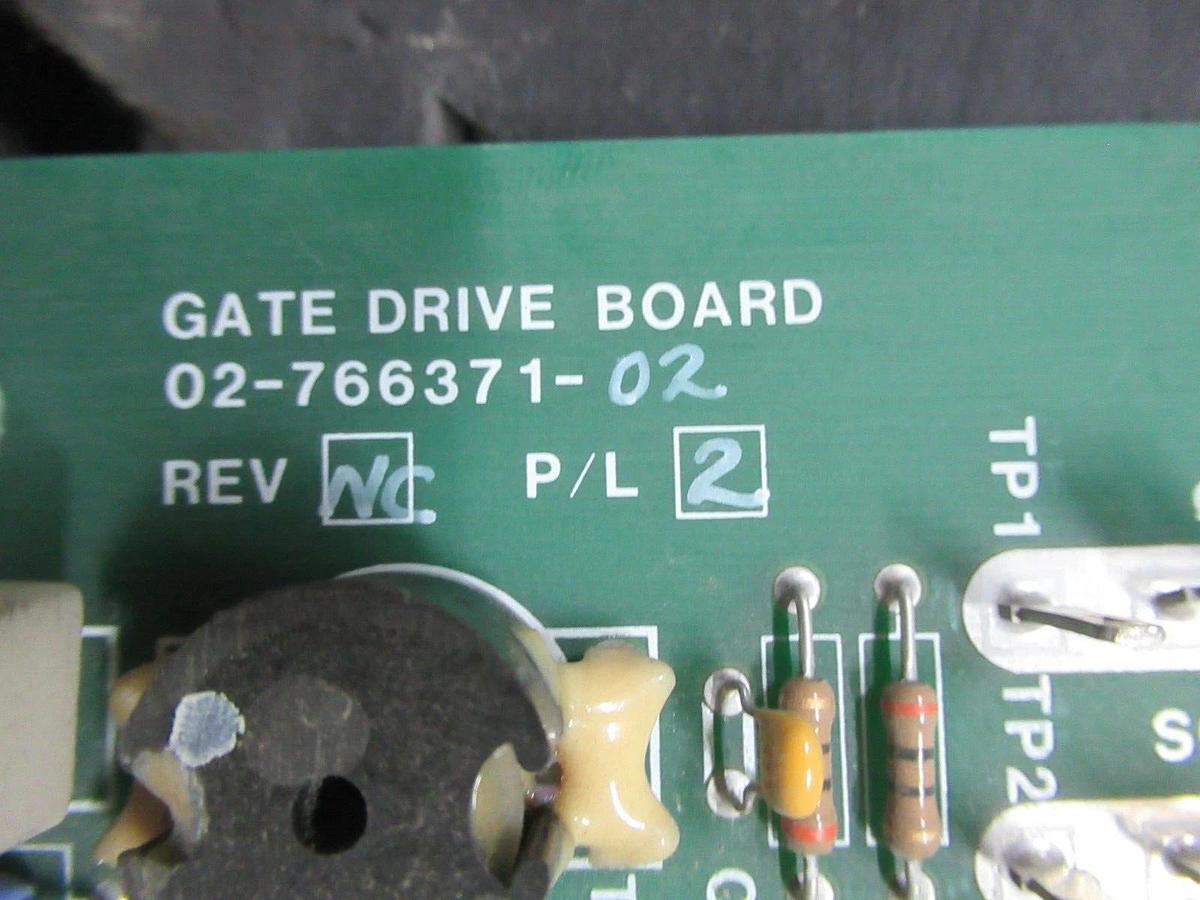 GATE DRIVE BOARD
02-766371-02
REV NC P/L 2
TP1
TP2